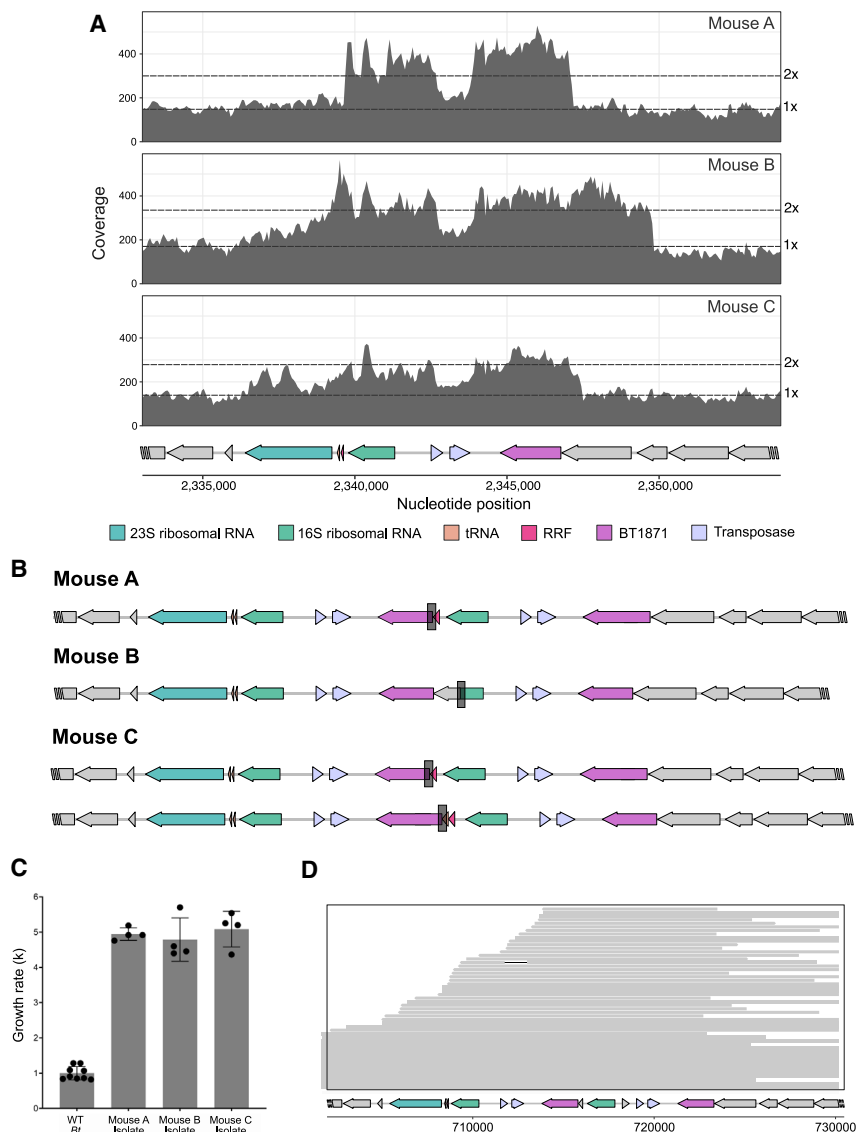 A
Mouse A
400
200
0
2x
1x
Mouse B
400
200
0
2x
1x
Coverage
Mouse C
400
200
0
2x
1x
2,335,000
2,340,000
2,345,000
2,350,000
Nucleotide position
23S ribosomal RNA
16S ribosomal RNA
tRNA
RRF
BT1871
Transposase
B
Mouse A
Mouse B
Mouse C
C
Growth rate (k)
6
5
4
3
2
1
0
WT Bt
Mouse A Isolate
Mouse B Isolate
Mouse C Isolate
D
710000
720000
730000